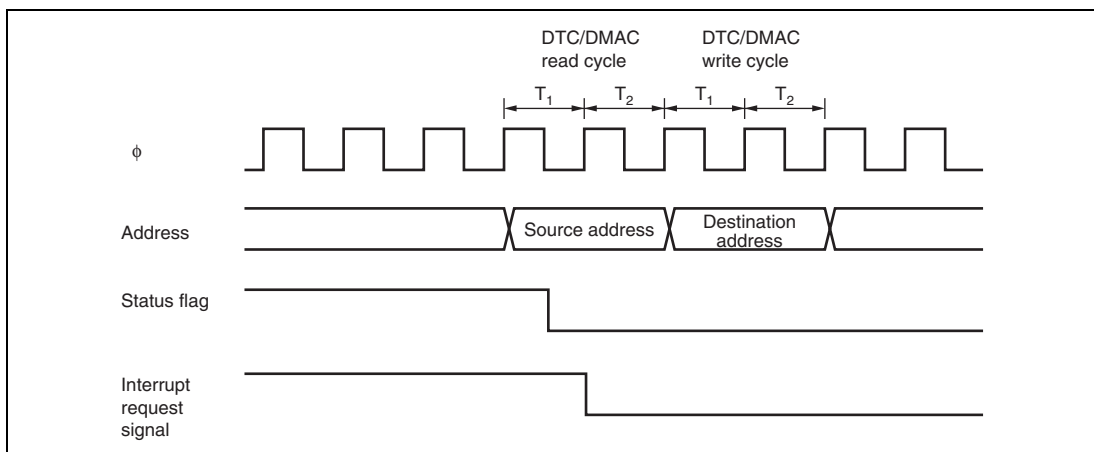 DTC/DMAC
read cycle
DTC/DMAC
write cycle
T1
T2
T1
T2
ϕ
Address
Source address
Destination
address
Status flag
Interrupt
request
signal